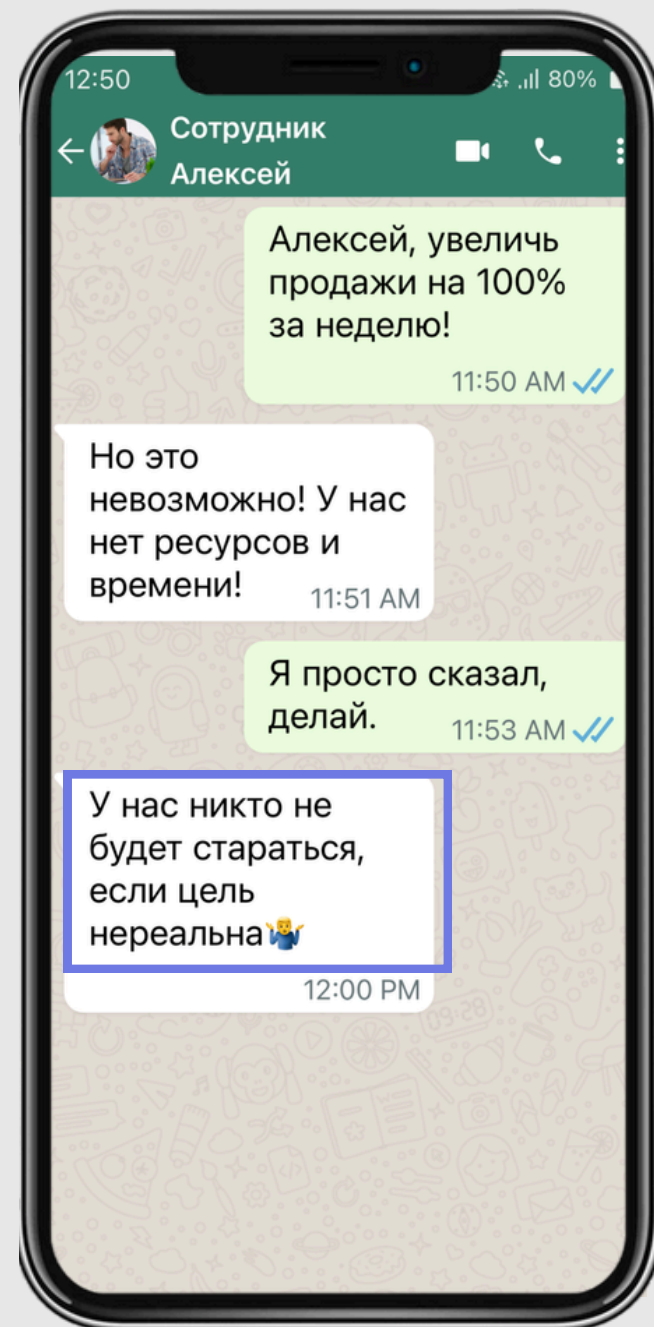 12:50
80%
Сотрудник
Алексей
Алексей, увеличь
продажи на 100%
за неделю!
11:50 AM
Но это
невозможно! У нас
нет ресурсов и
времени!
11:51 AM
Я просто сказал,
делай.
11:53 AM
У нас никто не
будет стараться,
если цель
нереальна🤷‍♂️
12:00 PM